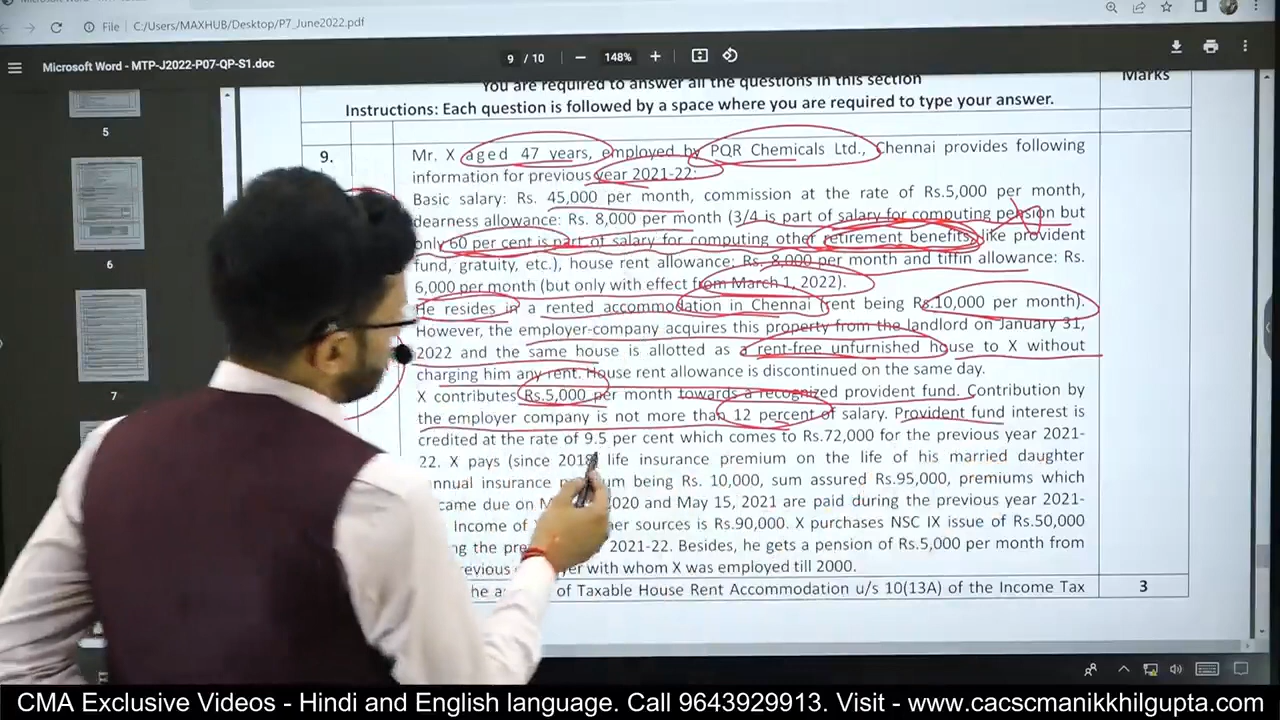 File C:/Users/MAXHUB/Desktop/P7_June2022.pdf
Microsoft Word - MTP-J2022-P07-QP-S1.doc
9 / 10
148%
5
6
7
You are required to answer all the questions in this section
Marks
Instructions: Each question is followed by a space where you are required to type your answer.
9.
Mr. X aged 47 years, employed by PQR Chemicals Ltd., Chennai provides following
information for previous year 2021-22:
Basic salary: Rs. 45,000 per month, commission at the rate of Rs.5,000 per month,
dearness allowance: Rs. 8,000 per month (3/4 is part of salary for computing pension but
only 60 per cent is part of salary for computing other retirement benefits, like provident
fund, gratuity, etc.), house rent allowance: Rs. 8,000 per month and tiffin allowance: Rs.
6,000 per month (but only with effect from March 1, 2022).
He resides in a rented accommodation in Chennai rent being Rs.10,000 per month).
However, the employer-company acquires this property from the landlord on January 31,
2022 and the same house is allotted as a rent-free unfurnished house to X without
charging him any rent. House rent allowance is discontinued on the same day.
X contributes Rs.5,000 per month towards a recognized provident fund. Contribution by
the employer company is not more than 12 percent of salary. Provident fund interest is
credited at the rate of 9.5 per cent which comes to Rs.72,000 for the previous year 2021-
22. X pays (since 2018) life insurance premium on the life of his married daughter
insurance being Rs. 10,000, sum assured Rs.95,000, premiums which
due on 2020 and May 15, 2021 are paid during the previous year 2021-
Income of sources is Rs.90,000. X purchases NSC IX issue of Rs.50,000
the 2021-22. Besides, he gets a pension of Rs.5,000 per month from
with whom X was employed till 2000.
of Taxable House Rent Accommodation u/s 10(13A) of the Income Tax
3
CMA Exclusive Videos - Hindi and English language. Call 9643929913. Visit - www.cacscmanikkhilgupta.com